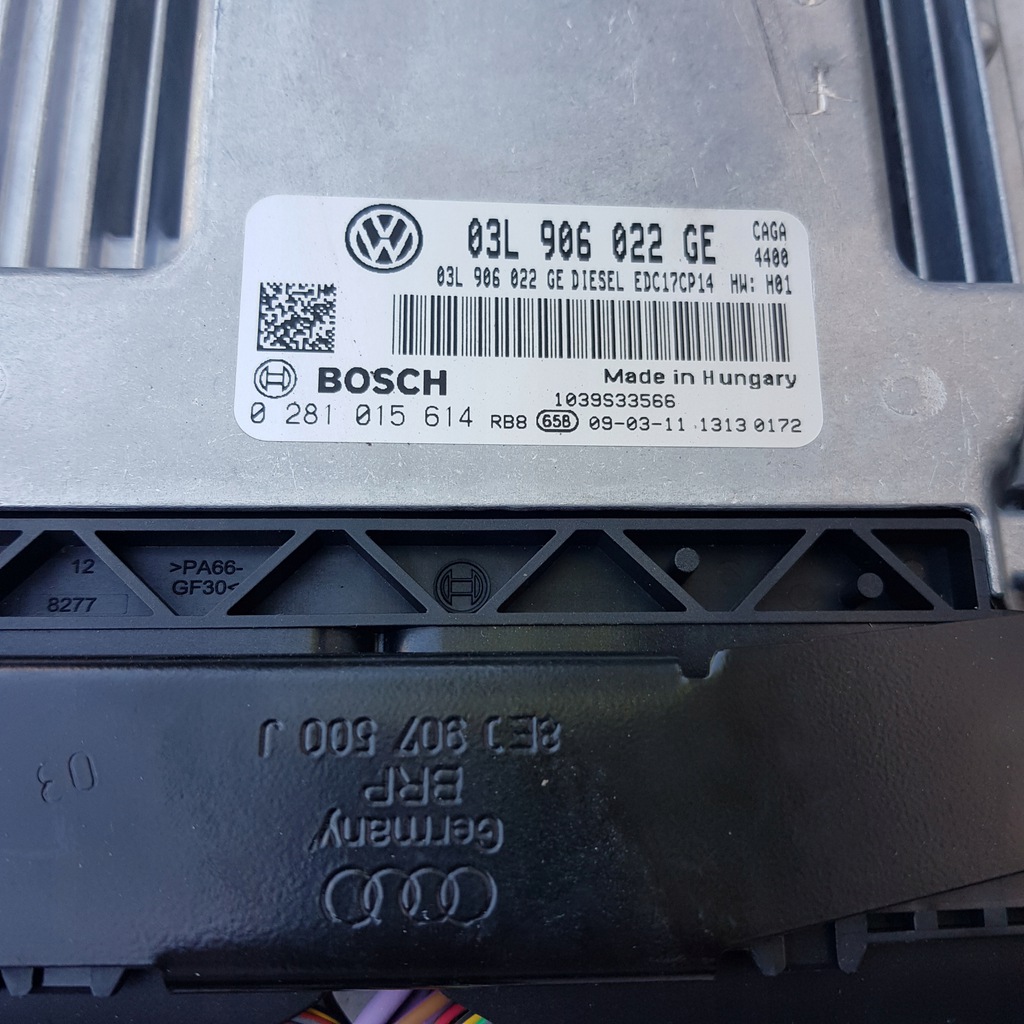 03L 906 022 GE CAGA
4400
03L 906 022 GE DIESEL EDC17CP14 HW: H01
BOSCH Made in Hungary
1039S33566
0 281 015 614 RB8 65B 09-03-11 1313 0172
12 >PA66-
GF30<
8277
8E0 907 500 J
03
BRP
Germany